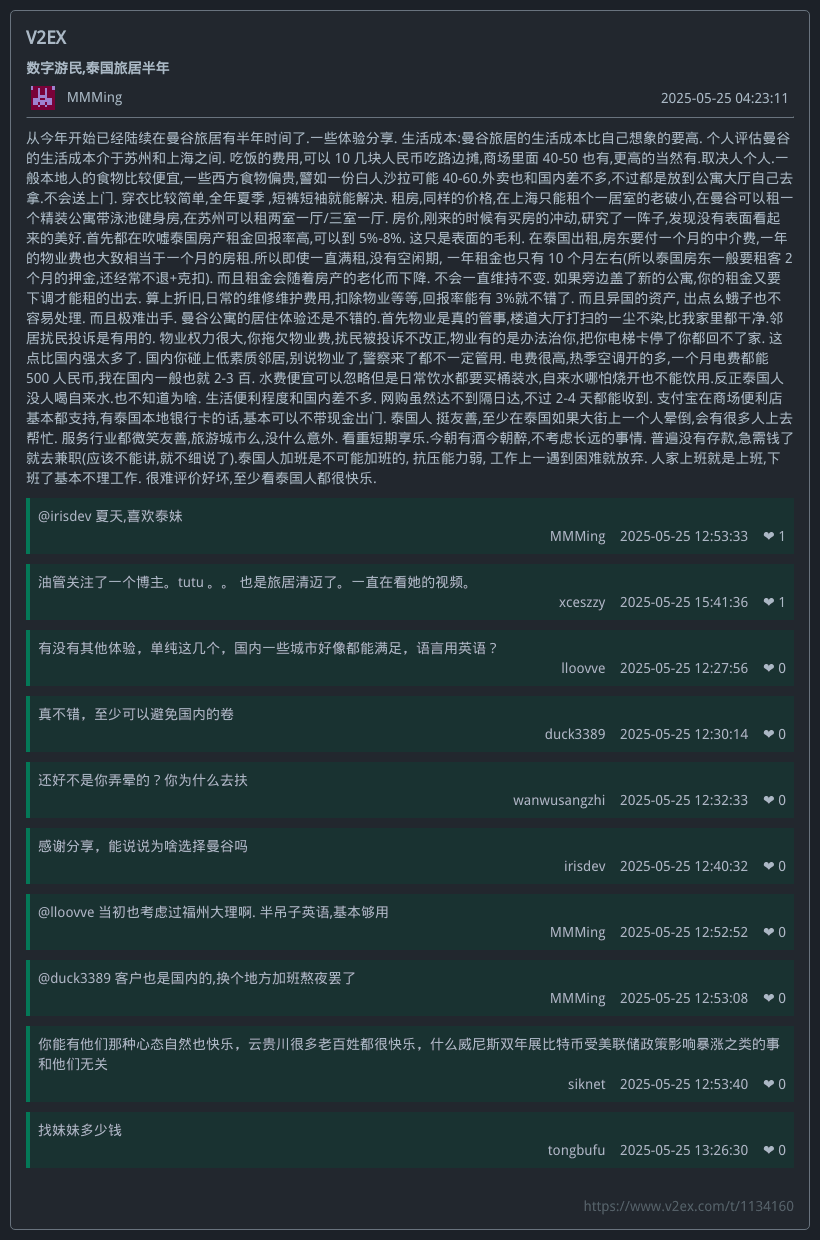 V2EX
数字游民,泰国旅居半年
MMMing
2025-05-25 04:23:11
从今年开始已经陆续在曼谷旅居有半年时间了.一些体验分享. 生活成本:曼谷旅居的生活成本比自己想象的要高. 个人评估曼谷
的生活成本介于苏州和上海之间. 吃饭的费用,可以 10 几块人民币吃路边摊,商场里面 40-50 也有,更高的当然有.取决人个人.一
般本地人的食物比较便宜,一些西方食物偏贵,譬如一份白人沙拉可能 40-60.外卖也和国内差不多,不过都是放到公寓大厅自己去
拿.不会送上门. 穿衣比较简单,全年夏季 ,短裤短袖就能解决. 租房,同样的价格,在上海只能租个一居室的老破小,在曼谷可以租一
个精装公寓带泳池健身房,在苏州可以租两室一厅/三室一厅. 房价,刚来的时候有买房的冲动,研究了一阵子,发现没有表面看起
来的美好.首先都在吹嘘泰国房产租金回报率高,可以到 5%-8%. 这只是表面的毛利. 在泰国出租,房东要付一个月的中介费,一年
的物业费也大致相当于一个月的房租.所以即使一直满租,没有空闲期, 一年租金也只有 10 个月左右(所以泰国房东一般要租客 2
个月的押金,还经常不退+克扣). 而且租金会随着房产的老化而下降. 不会一直维持不变. 如果旁边盖了新的公寓,你的租金又要
下调才能租的出去. 算上折旧,日常的维修维护费用,扣除物业等等,回报率能有 3%就不错了. 而且异国的资产, 出点幺蛾子也不
容易处理. 而且极难出手. 曼谷公寓的居住体验还是不错的.首先物业是真的管事,楼道大厅打扫的一尘不染,比我家里都干净.邻
居扰民投诉是有用的. 物业权力很大,你拖欠物业费,扰民被投诉不改正,物业有的是办法治你,把你电梯卡停了你都回不了家. 这
点比国内强太多了. 国内你碰上低素质邻居,别说物业了,警察来了都不一定管用. 电费很高,热季空调开的多,一个月电费都能
500 人民币,我在国内一般也就 2-3 百. 水费便宜可以忽略但是日常饮水都要买桶装水,自来水哪怕烧开也不能饮用.反正泰国人
没人喝自来水.也不知道为啥. 生活便利程度和国内差不多. 网购虽然达不到隔日达,不过 2-4 天都能收到. 支付宝在商场便利店
基本都支持,有泰国本地银行卡的话,基本可以不带现金出门. 泰国人 挺友善,至少在泰国如果大街上一个人晕倒,会有很多人上去
帮忙. 服务行业都微笑友善,旅游城市么,没什么意外. 看重短期享乐.今朝有酒今朝醉,不考虑长远的事情. 普遍没有存款,急需钱了
就去兼职(应该不能讲,就不细说了).泰国人加班是不可能加班的, 抗压能力弱, 工作上一遇到困难就放弃. 人家上班就是上班,下
班了基本不理工作. 很难评价好坏,至少看泰国人都很快乐.
@irisdev 夏天,喜欢泰妹
MMMing 2025-05-25 12:53:33 ❤ 1
油管关注了一个博主。tutu 。。 也是旅居清迈了。一直在看她的视频。
xceszzy 2025-05-25 15:41:36 ❤ 1
有没有其他体验，单纯这几个，国内一些城市好像都能满足，语言用英语？
lloovve 2025-05-25 12:27:56 ❤ 0
真不错，至少可以避免国内的卷
duck3389 2025-05-25 12:30:14 ❤ 0
还好不是你弄晕的？你为什么去扶
wanwusangzhi 2025-05-25 12:32:33 ❤ 0
感谢分享，能说说为啥选择曼谷吗
irisdev 2025-05-25 12:40:32 ❤ 0
@lloovve 当初也考虑过福州大理啊. 半吊子英语,基本够用
MMMing 2025-05-25 12:52:52 ❤ 0
@duck3389 客户也是国内的,换个地方加班熬夜罢了
MMMing 2025-05-25 12:53:08 ❤ 0
你能有他们那种心态自然也快乐，云贵川很多老百姓都很快乐，什么威尼斯双年展比特币受美联储政策影响暴涨之类的事
和他们无关
siknet 2025-05-25 12:53:40 ❤ 0
找妹妹多少钱
tongbufu 2025-05-25 13:26:30 ❤ 0
https://www.v2ex.com/t/1134160